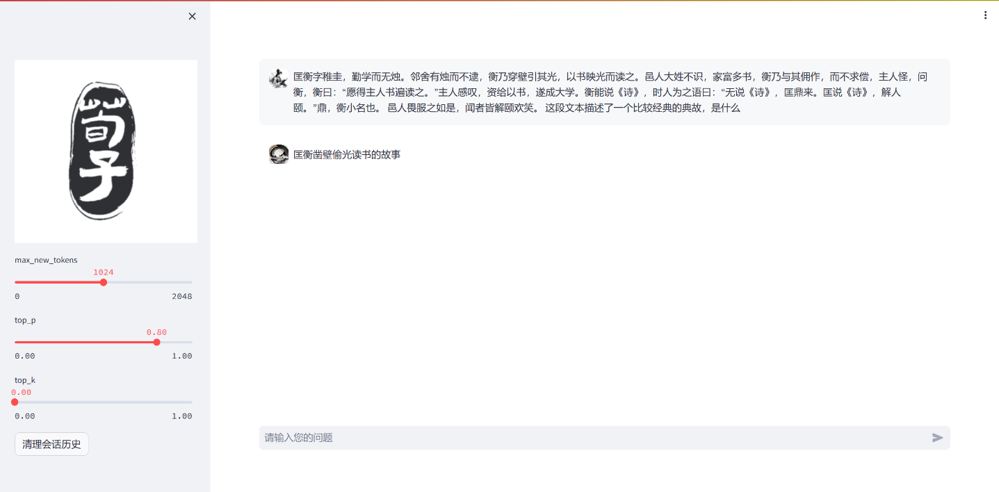 荀子
max_new_tokens
1024
0 2048
top_p
0.80
0.00 1.00
top_k
0.00
0.00 1.00
清理会话历史
匡衡字稚圭，勤学而无烛。邻舍有烛而不逮，衡乃穿壁引其光，以书映光而读之。邑人大姓不识，家富多书，衡乃与其佣作，而不求偿，主人怪，问
衡，衡曰：“愿得主人书遍读之。”主人感叹，资给以书，遂成大学。衡能说《诗》，时人为之语曰：“无说《诗》，匡鼎来。匡说《诗》，解人
颐。”鼎，衡小名也。 邑人畏服之如是，闻者皆解颐欢笑。 这段文本描述了一个比较经典的典故，是什么
匡衡凿壁偷光读书的故事
请输入您的问题